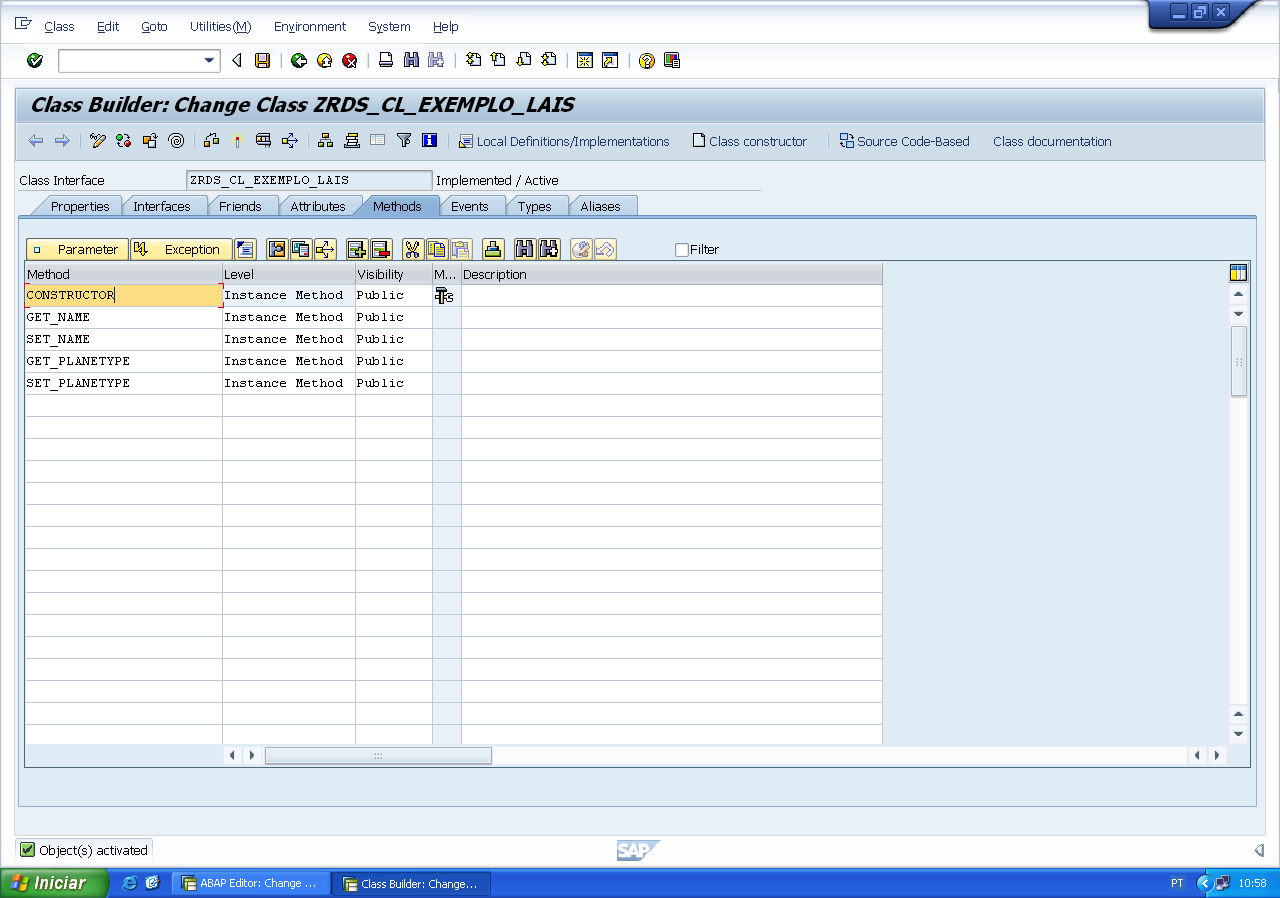 Class Edit Goto Utilities(M) Environment System Help
Class Builder: Change Class ZRDS_CL_EXEMPLO_LAIS
Local Definitions/Implementations Class constructor Source Code-Based Class documentation
Class Interface ZRDS_CL_EXEMPLO_LAIS Implemented / Active
Properties Interfaces Friends Attributes Methods Events Types Aliases
Parameter Exception Filter
Method Level Visibility M... Description
CONSTRUCTOR Instance Method Public
GET_NAME Instance Method Public
SET_NAME Instance Method Public
GET_PLANETYPE Instance Method Public
SET_PLANETYPE Instance Method Public
Object(s) activated SAP
Iniciar ABAP Editor: Change ... Class Builder: Change... PT 10:58